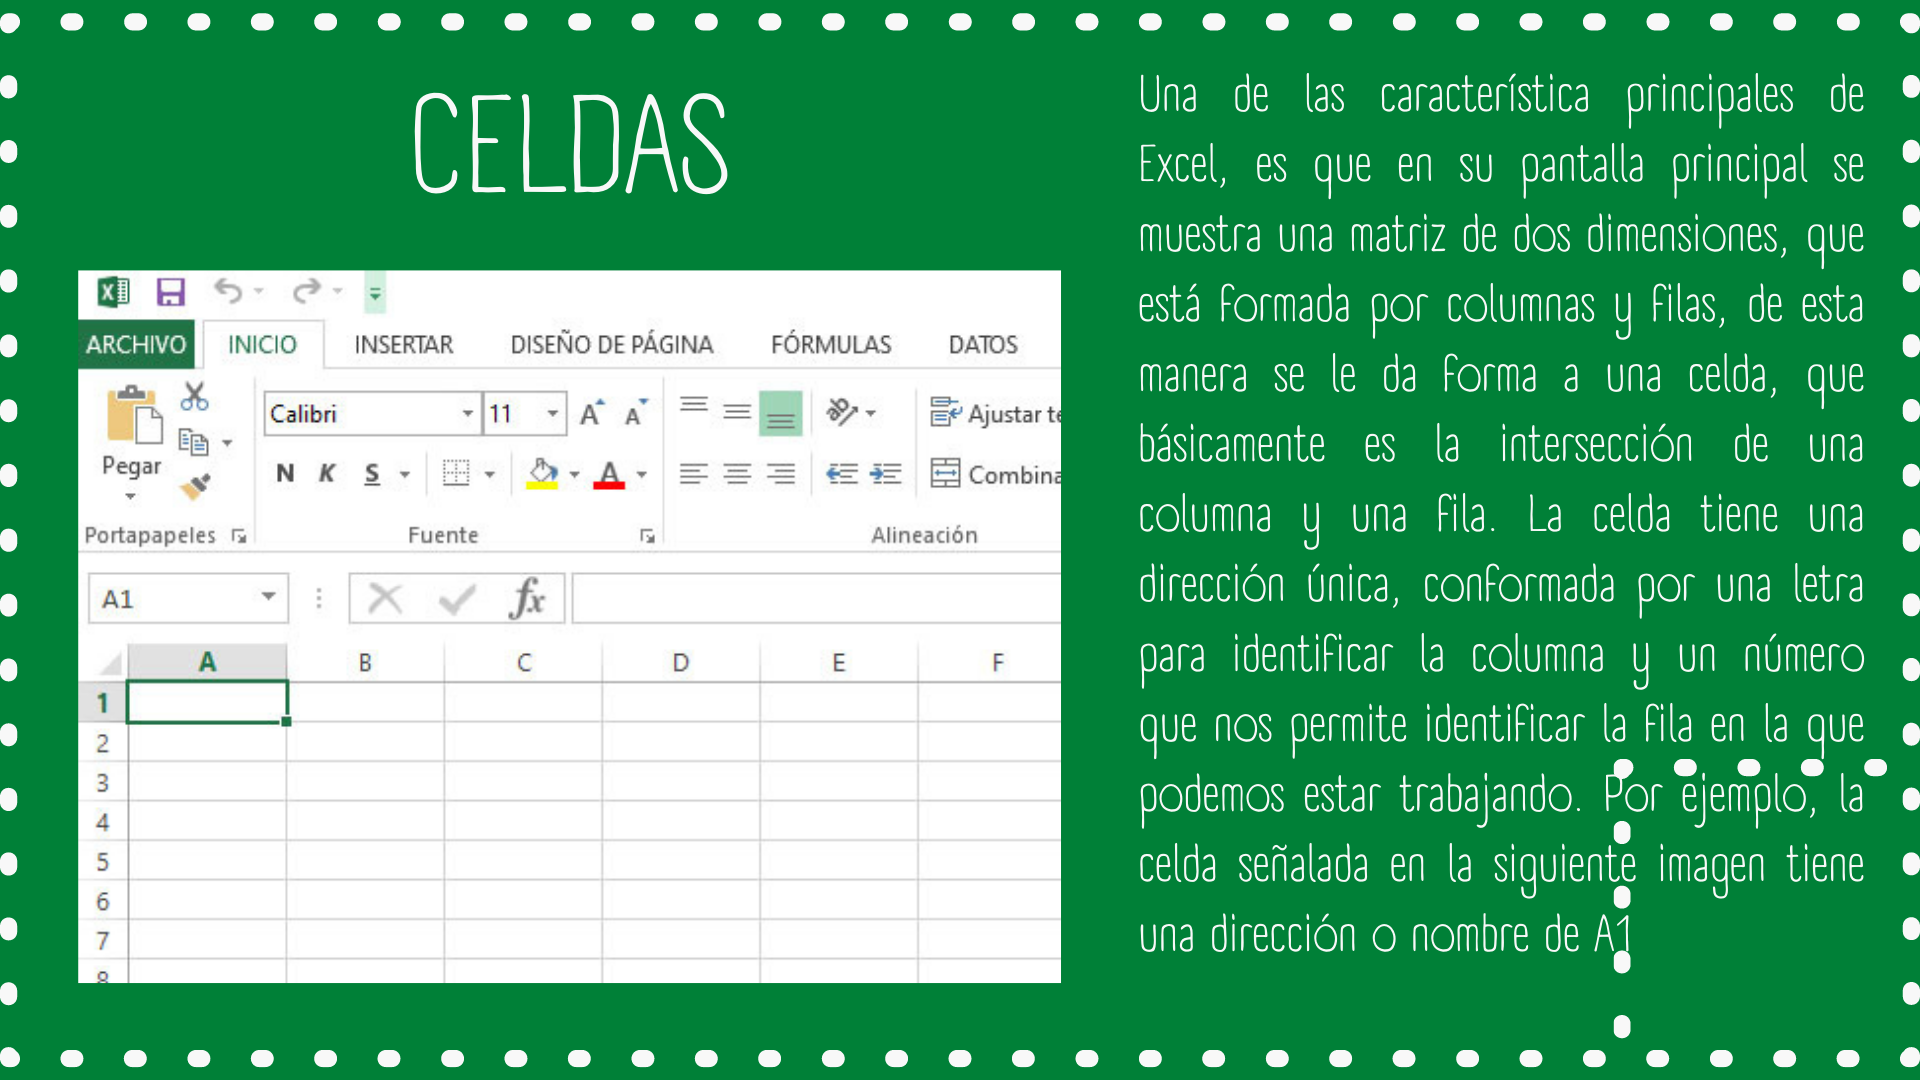 CELDAS
ARCHIVO INICIO INSERTAR DISEÑO DE PÁGINA FÓRMULAS DATOS
Calibri 11 A A Ajustar te
Pegar N K S A Combina
Portapapeles Fuente Alineación
A1 fx
A B C D E F
1
2
3
4
5
6
7
8
Una de las característica principales de
Excel, es que en su pantalla principal se
muestra una matriz de dos dimensiones, que
está formada por columnas y filas, de esta
manera se le da forma a una celda, que
básicamente es la intersección de una
columna y una fila. La celda tiene una
dirección única, conformada por una letra
para identificar la columna y un número
que nos permite identificar la fila en la que
podemos estar trabajando. Por ejemplo, la
celda señalada en la siguiente imagen tiene
una dirección o nombre de A1